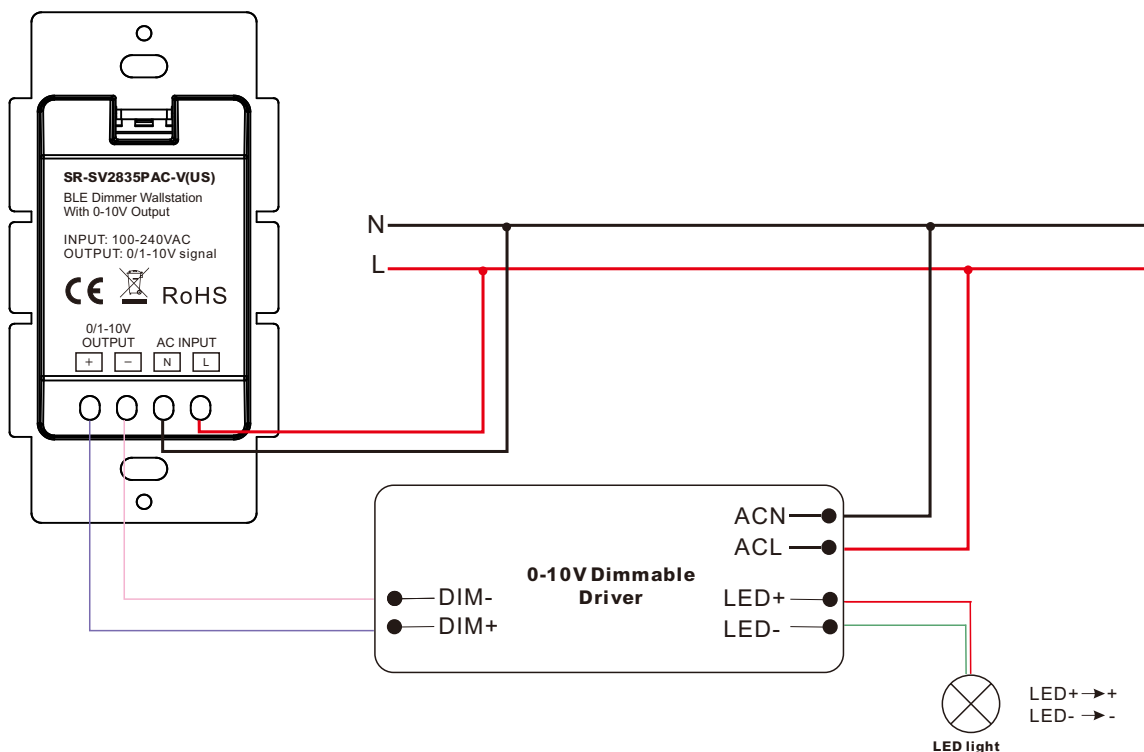 SR-SV2835PAC-V(US)
BLE Dimmer Wallstation
With 0-10V Output
INPUT: 100-240VAC
OUTPUT: 0/1-10V signal
CE RoHS
0/1-10V
OUTPUT AC INPUT
+ – N L
N
L
ACN
ACL
0-10V Dimmable
Driver
DIM-
DIM+
LED+
LED-
LED+ → +
LED- → -
LED light